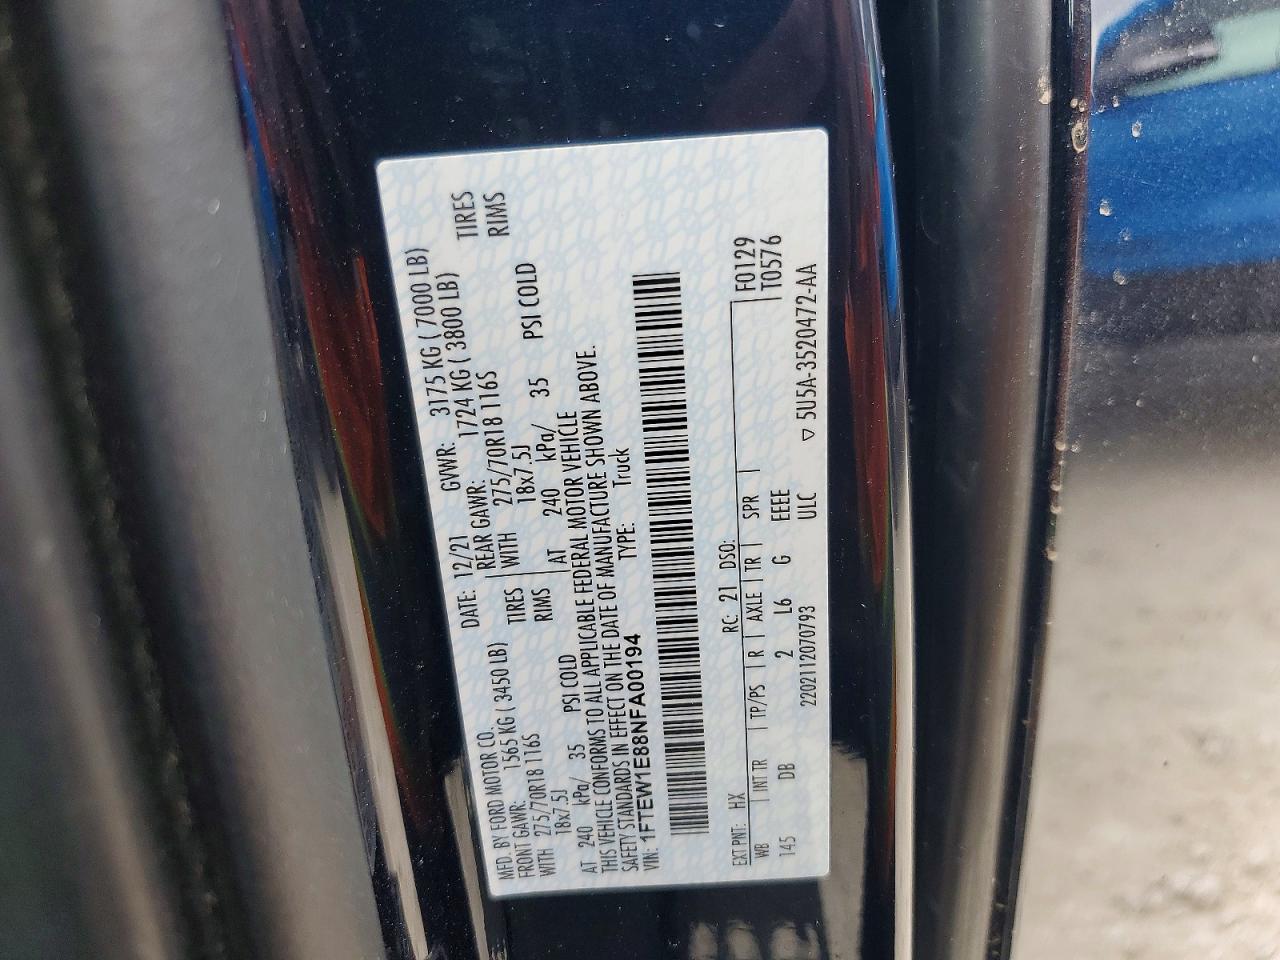 MFD. BY FORD MOTOR CO.
DATE: 12/21 GVWR: 3175 KG ( 7000 LB)
FRONT GAWR: 1565 KG ( 3450 LB)
REAR GAWR: 1724 KG ( 3800 LB)
WITH 275/70R18 116S TIRES
WITH 275/70R18 116S TIRES
18x7.5J RIMS
18x7.5J RIMS
AT 240 kPa/ 35 PSI COLD
AT 240 kPa/ 35 PSI COLD
THIS VEHICLE CONFORMS TO ALL APPLICABLE FEDERAL MOTOR VEHICLE
SAFETY STANDARDS IN EFFECT ON THE DATE OF MANUFACTURE SHOWN ABOVE.
VIN: 1FTEW1E88NFA00194 TYPE: Truck
EXT PNT: HX RC: 21 DSO: F0129
WB INT TR TP/PS R AXLE TR SPR T0576
145 DB 2 L6 G EEEE
2202112070793 ULC ▽ 5U5A-3520472-AA